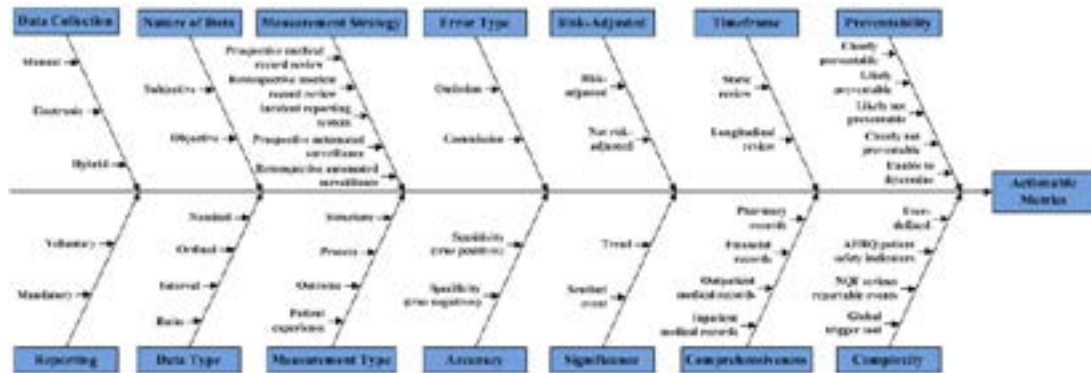 Data Collection
Nature of Data
Measurement Strategy
Error Type
Risk-Adjusted
Timeframe
Preventability
Manual
Electronic
Hybrid
Subjective
Objective
Prospective medical
record review
Retrospective medical
record review
Incident reporting
system
Prospective automated
surveillance
Retrospective automated
surveillance
Omission
Commission
Risk-
adjusted
Not risk-
adjusted
Static
review
Longitudinal
review
Clearly
preventable
Likely
preventable
Likely not
preventable
Clearly not
preventable
Unable to
determine
Actionable
Metrics
Voluntary
Mandatory
Nominal
Ordinal
Interval
Ratio
Structure
Process
Outcome
Patient
experience
Sensitivity
(true positives)
Specificity
(true negatives)
Trend
Sentinel
event
Pharmacy
records
Financial
records
Outpatient
medical records
Inpatient
medical records
User-
defined
AHRQ patient
safety indicators
NQF serious
reportable events
Global
trigger tool
Reporting
Data Type
Measurement Type
Accuracy
Significance
Comprehensiveness
Complexity